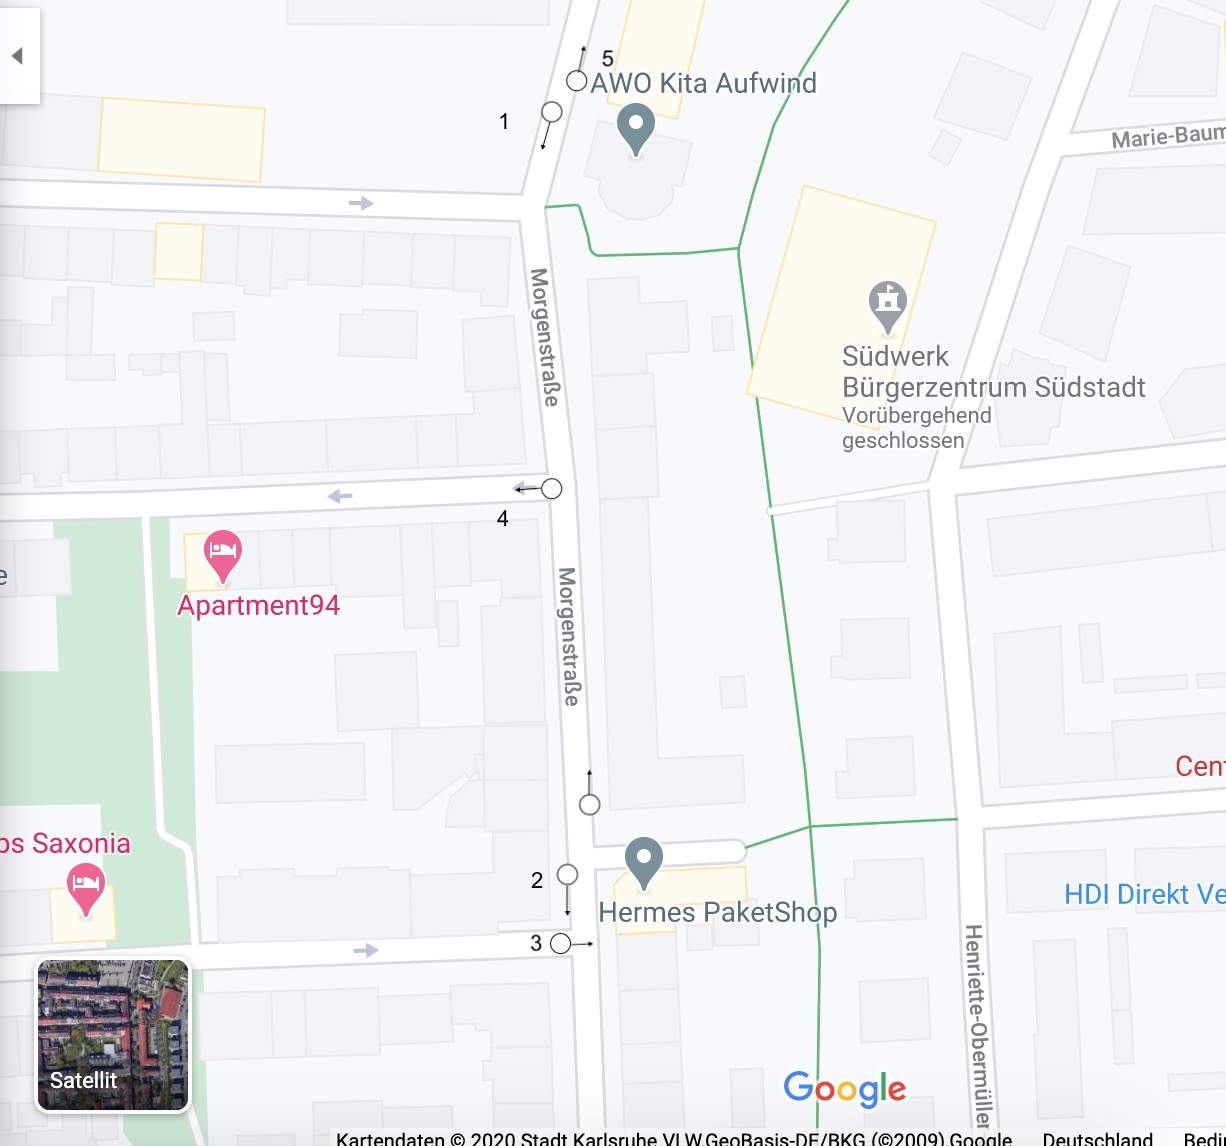 5
AWO Kita Aufwind
1
Marie-Baum
Morgenstraße
Südwerk
Bürgerzentrum Südstadt
Vorübergehend
geschlossen
4
e
Apartment94
Morgenstraße
Cen
os Saxonia
2
HDI Direkt Ve
Hermes PaketShop
3
Henriette-Obermüller
Satellit
Google
Kartendaten © 2020 Stadt Karlsruhe VLW,GeoBasis-DE/BKG (©2009),Google Deutschland Bedi